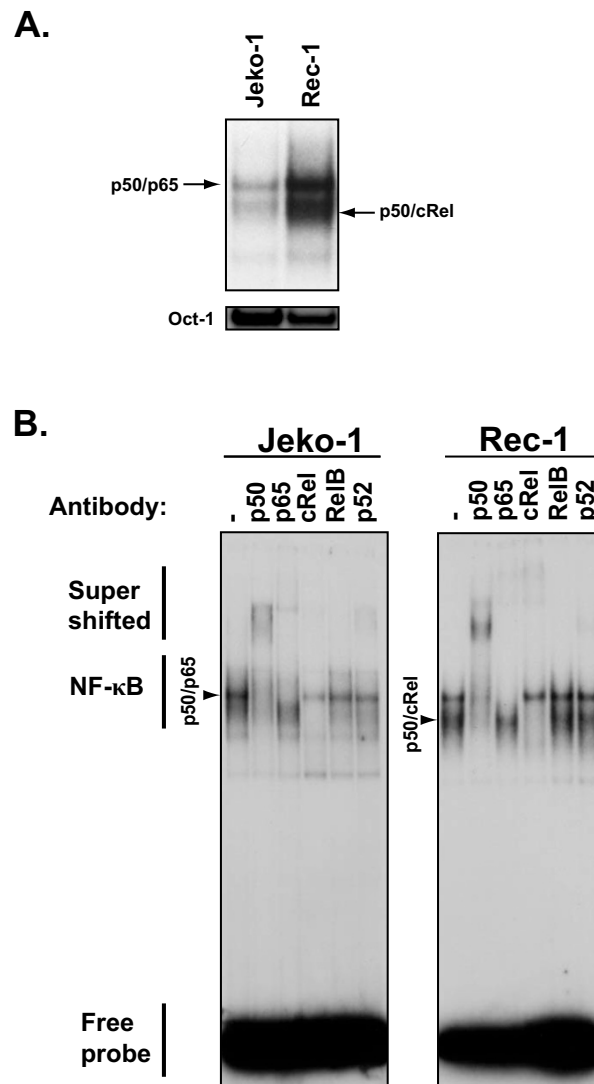 A.
Jeko-1
Rec-1
p50/p65
p50/cRel
Oct-1
B.
Jeko-1
Rec-1
Antibody:
- p50 p65 cRel RelB p52
- p50 p65 cRel RelB p52
Super
shifted
NF-κB
p50/p65
p50/cRel
Free
probe